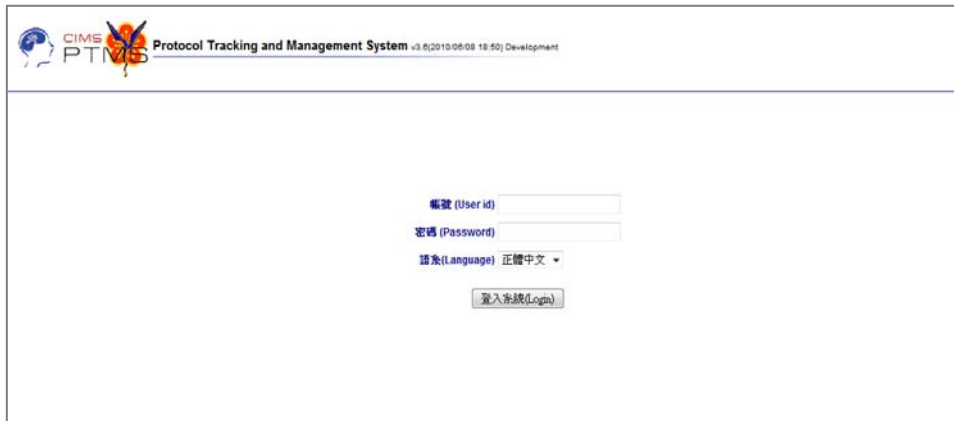 CIMS
PTMS
Protocol Tracking and Management System v3.6(2010/06/08 18:50) Development
帳號 (User id)
密碼 (Password)
語系(Language) 正體中文
登入系統(Login)